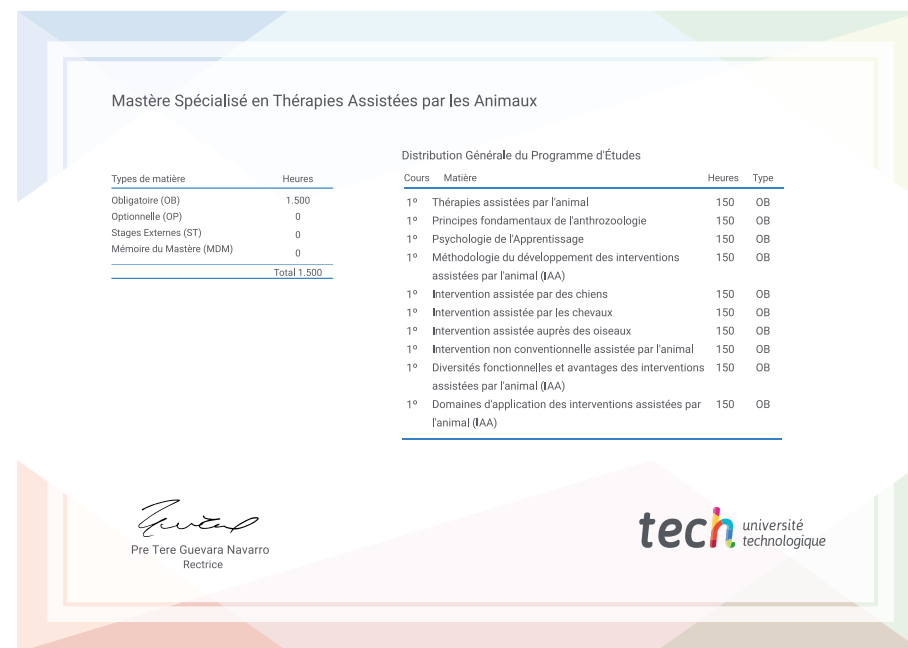 Mastère Spécialisé en Thérapies Assistées par les Animaux
Types de matière Heures
Obligatoire (OB) 1.500
Optionnelle (OP) 0
Stages Externes (ST) 0
Mémoire du Mastère (MDM) 0
Total 1.500
Distribution Générale du Programme d'Études
Cours Matière Heures Type
1º Thérapies assistées par l'animal 150 OB
1º Principes fondamentaux de l'anthrozoologie 150 OB
1º Psychologie de l'Apprentissage 150 OB
1º Méthodologie du développement des interventions 150 OB
assistées par l'animal (IAA)
1º Intervention assistée par des chiens 150 OB
1º Intervention assistée par les chevaux 150 OB
1º Intervention assistée auprès des oiseaux 150 OB
1º Intervention non conventionnelle assistée par l'animal 150 OB
1º Diversités fonctionnelles et avantages des interventions 150 OB
assistées par l'animal (IAA)
1º Domaines d'application des interventions assistées par 150 OB
l'animal (IAA)
Pre Tere Guevara Navarro
Rectrice
tech université
technologique